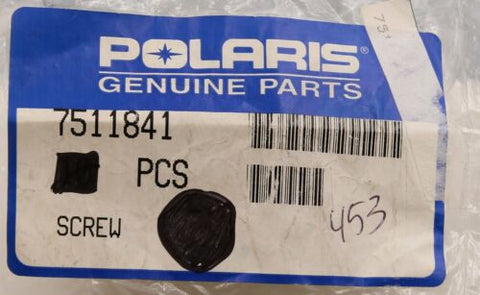 POLARIS®
GENUINE PARTS
7511841
PCS
SCREW
453